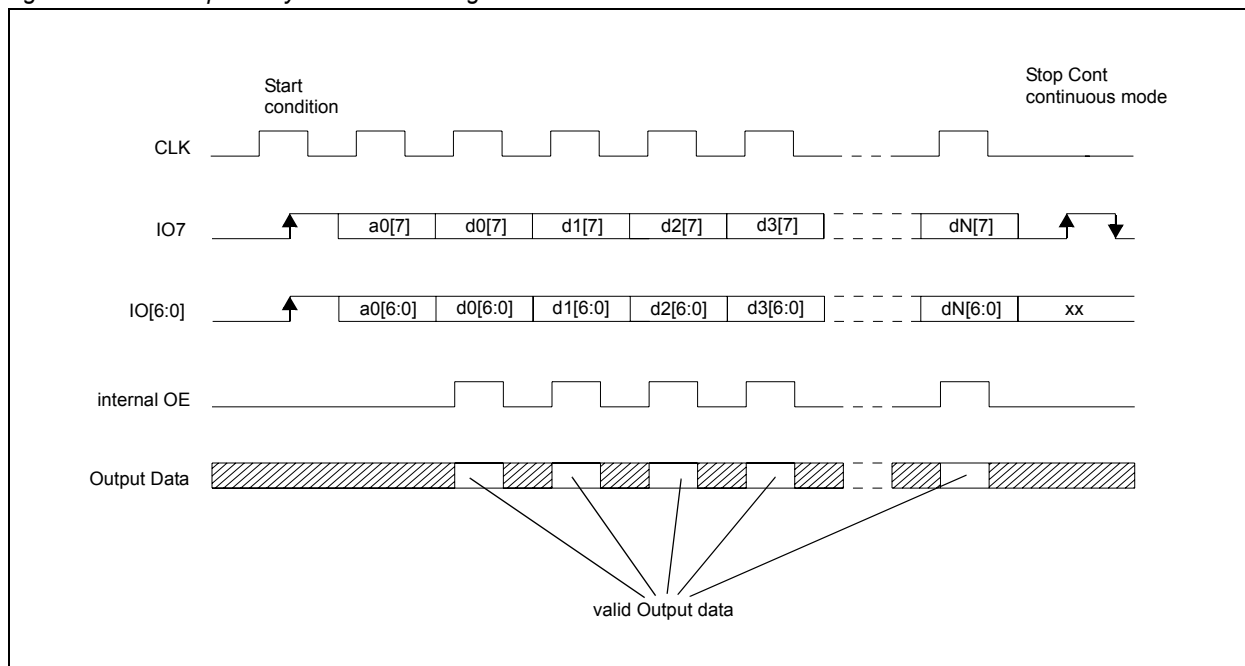 Start
condition
Stop Cont
continuous mode
CLK
IO7
a0[7] d0[7] d1[7] d2[7] d3[7] dN[7]
IO[6:0]
a0[6:0] d0[6:0] d1[6:0] d2[6:0] d3[6:0] dN[6:0] xx
internal OE
Output Data
valid Output data